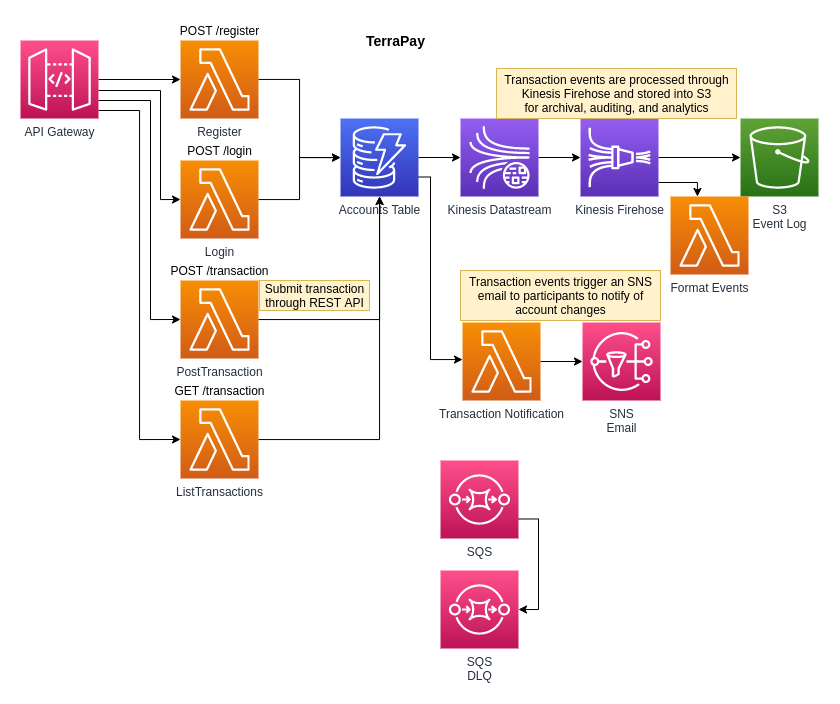 TerraPay
POST /register
API Gateway
Register
POST /login
Login
POST /transaction
Submit transaction
through REST API
PostTransaction
GET /transaction
ListTransactions
Accounts Table
Transaction events are processed through
Kinesis Firehose and stored into S3
for archival, auditing, and analytics
Kinesis Datastream
Kinesis Firehose
S3
Event Log
Format Events
Transaction events trigger an SNS
email to participants to notify of
account changes
Transaction Notification
SNS
Email
SQS
SQS
DLQ